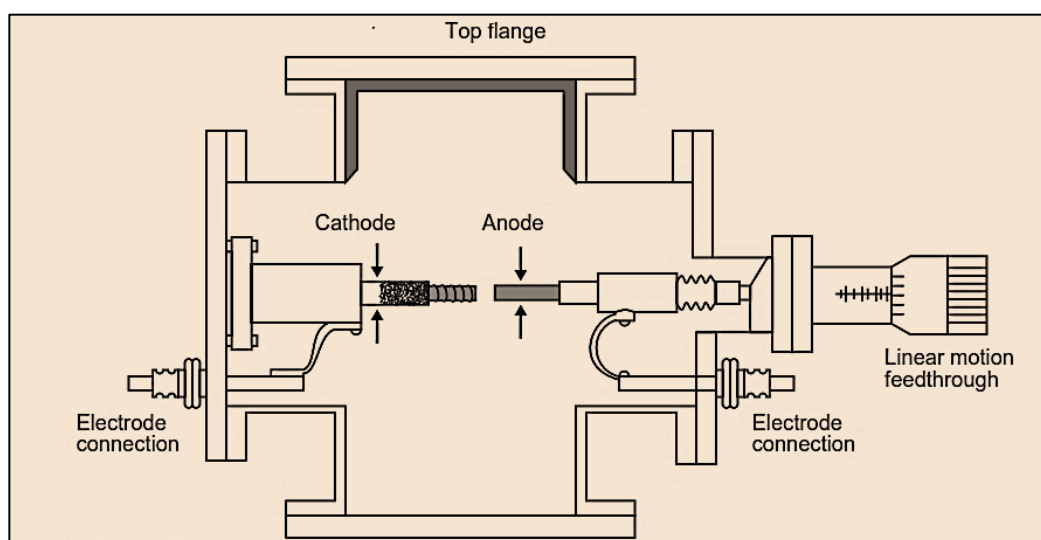 Top flange
Cathode
Anode
Linear motion
feedthrough
Electrode
connection
Electrode
connection